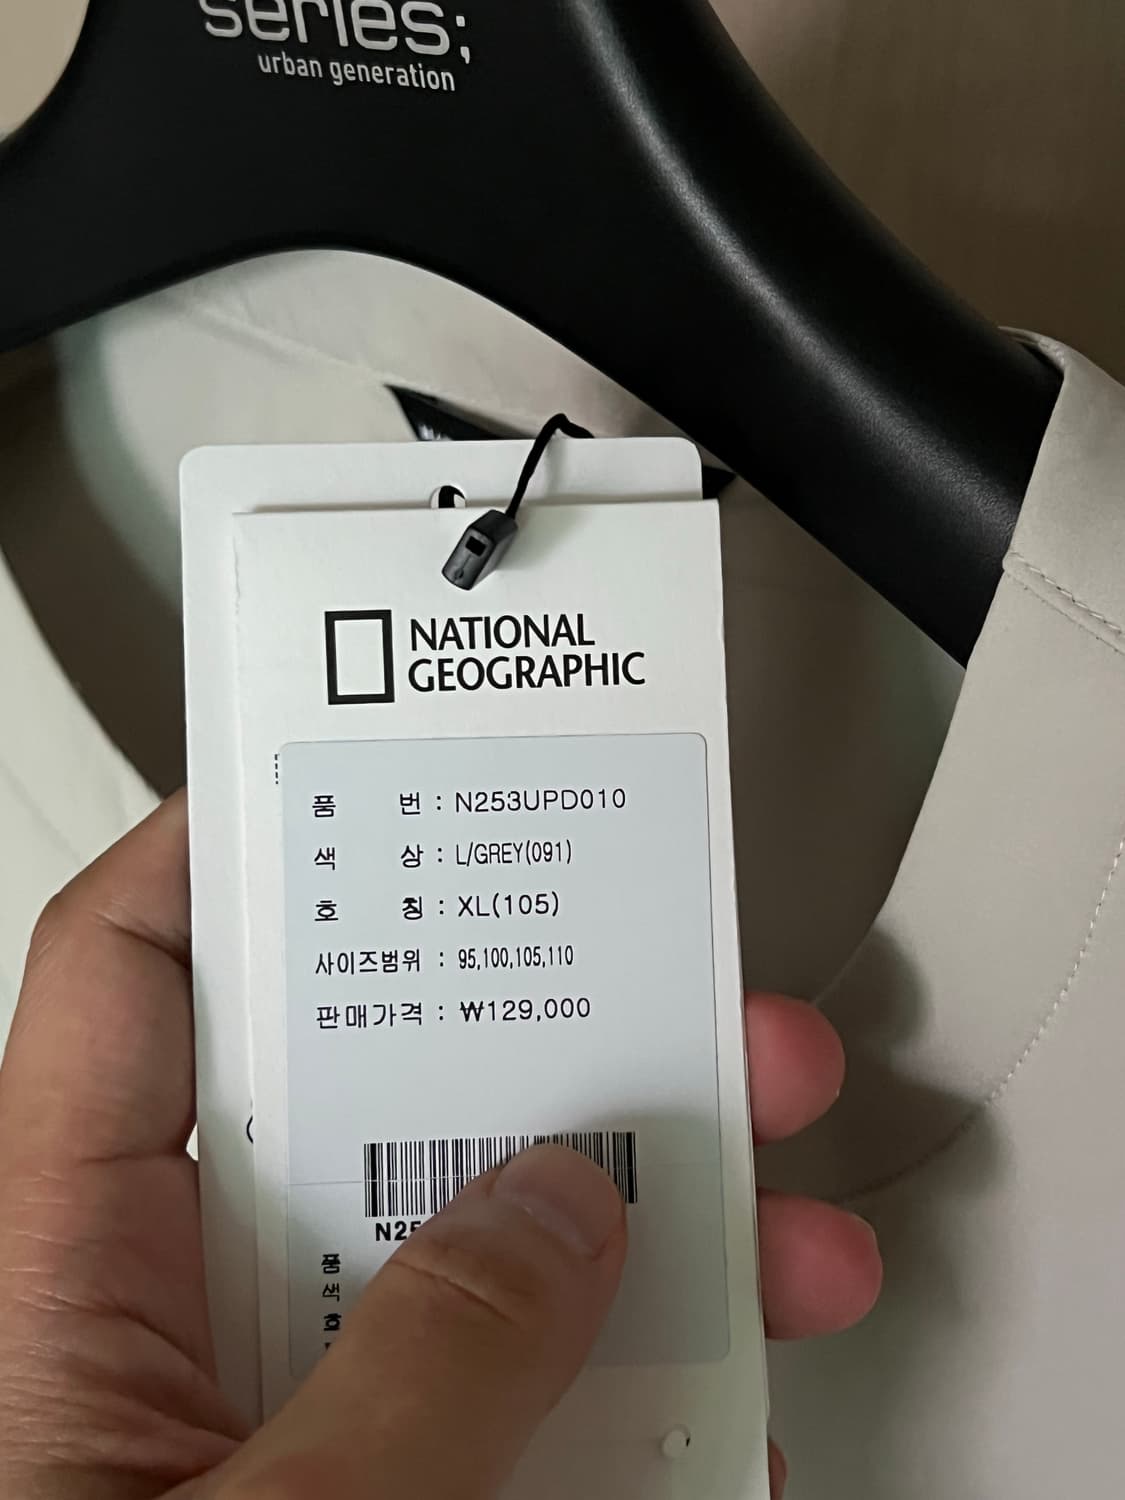 series;
urban generation
NATIONAL
GEOGRAPHIC
품 번 : N253UPD010
색 상 : L/GREY(091)
호 칭 : XL(105)
사이즈범위 : 95,100,105,110
판매가격 : ₩129,000
N25
품
색
호